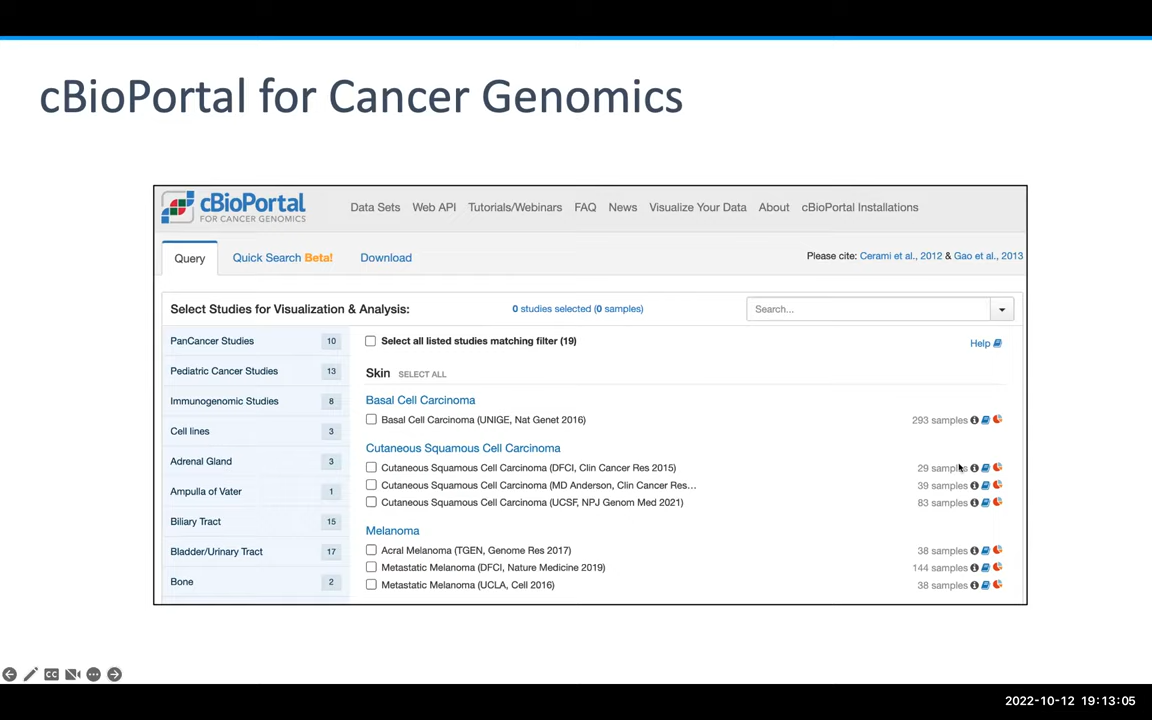 cBioPortal for Cancer Genomics
cBioPortal
FOR CANCER GENOMICS
Data Sets Web API Tutorials/Webinars FAQ News Visualize Your Data About cBioPortal Installations
Query Quick Search Beta! Download Please cite: Cerami et al., 2012 & Gao et al., 2013
Select Studies for Visualization & Analysis: 0 studies selected (0 samples) Search...
PanCancer Studies 10
Pediatric Cancer Studies 13
Immunogenomic Studies 8
Cell lines 3
Adrenal Gland 3
Ampulla of Vater 1
Biliary Tract 15
Bladder/Urinary Tract 17
Bone 2
Select all listed studies matching filter (19) Help
Skin SELECT ALL
Basal Cell Carcinoma
Basal Cell Carcinoma (UNIGE, Nat Genet 2016) 293 samples
Cutaneous Squamous Cell Carcinoma
Cutaneous Squamous Cell Carcinoma (DFCI, Clin Cancer Res 2015) 29 samples
Cutaneous Squamous Cell Carcinoma (MD Anderson, Clin Cancer Res... 39 samples
Cutaneous Squamous Cell Carcinoma (UCSF, NPJ Genom Med 2021) 83 samples
Melanoma
Acral Melanoma (TGEN, Genome Res 2017) 38 samples
Metastatic Melanoma (DFCI, Nature Medicine 2019) 144 samples
Metastatic Melanoma (UCLA, Cell 2016) 38 samples
CC
2022-10-12 19:13:05